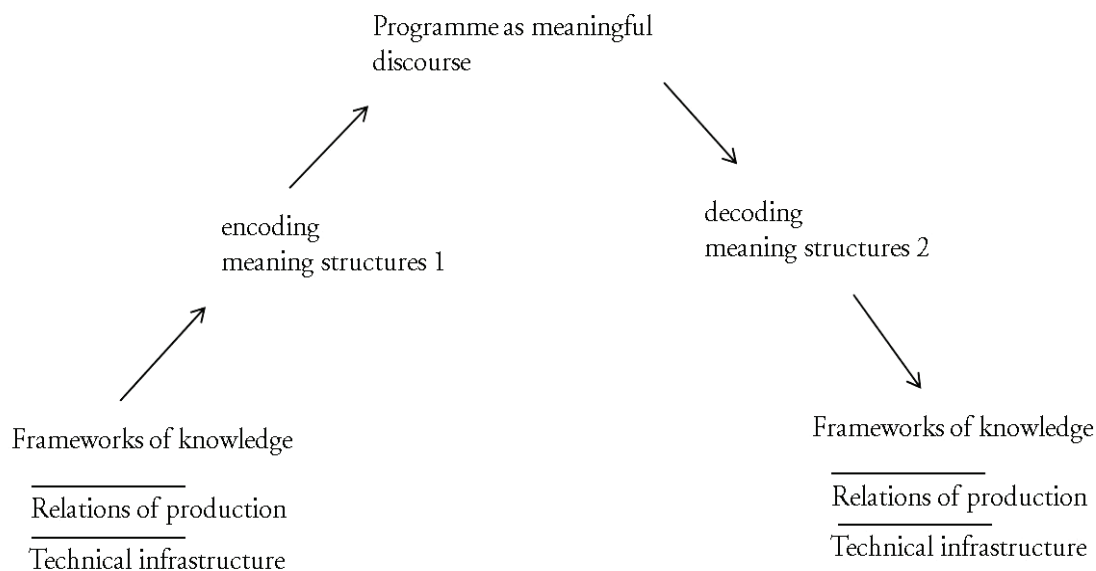 Programme as meaningful
discourse
encoding
meaning structures 1
decoding
meaning structures 2
Frameworks of knowledge
Relations of production
Technical infrastructure
Frameworks of knowledge
Relations of production
Technical infrastructure